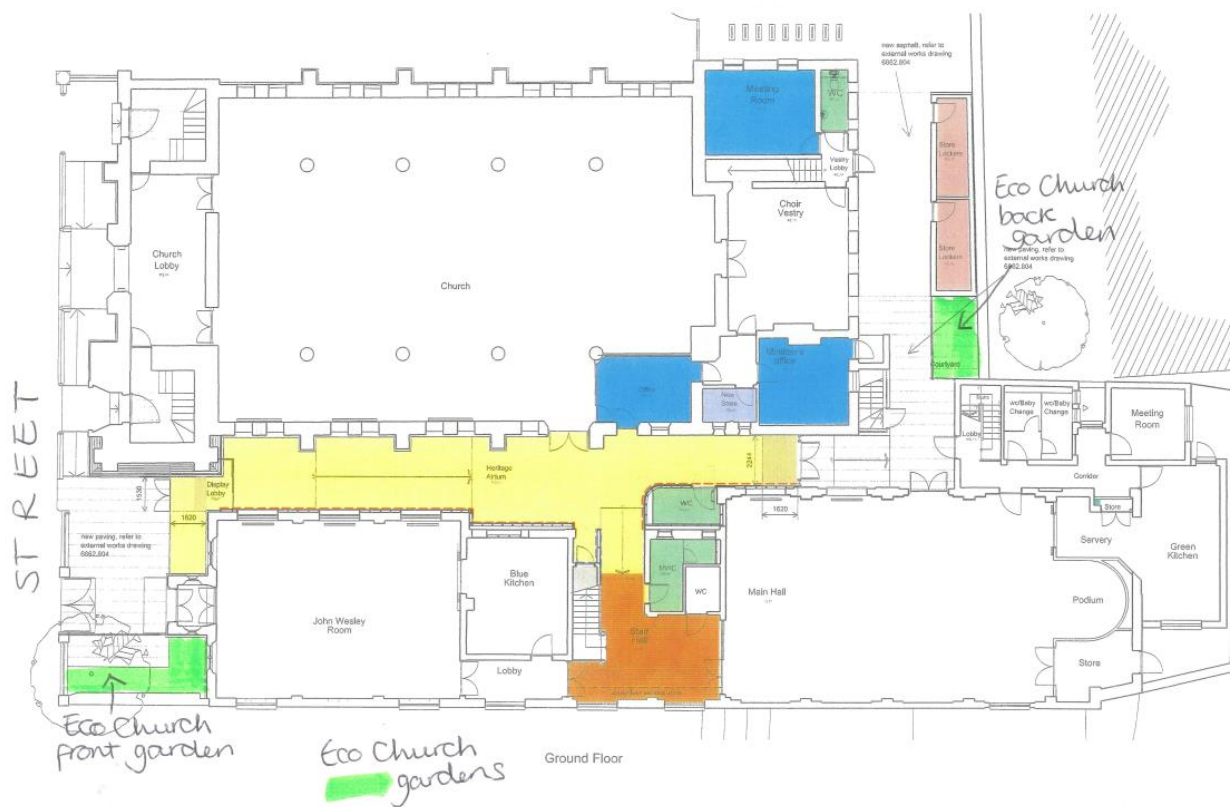 new asphalt, refer to
external works drawing
6862.804
Meeting
Room
WC
Store
Lockers
Vestry
Lobby
Eco Church
back
garden
Choir
Vestry
Store
Lockers
new paving, refer to
external works drawing
6862.804
Church
Lobby
Church
Minister's
office
Office
Courtyard
wc/Baby
Change
wc/Baby
Change
Meeting
Room
Lobby
STREET
Heritage
Atrium
2244
Display
Lobby
1530
1620
Corridor
WC
1620
Store
new paving, refer to
external works drawing
6862.804
Servery
Green
Kitchen
Blue
Kitchen
WC
Main Hall
Podium
John Wesley
Room
Stair
Hall
Lobby
Store
Eco Church
front garden
Eco Church
gardens
Ground Floor